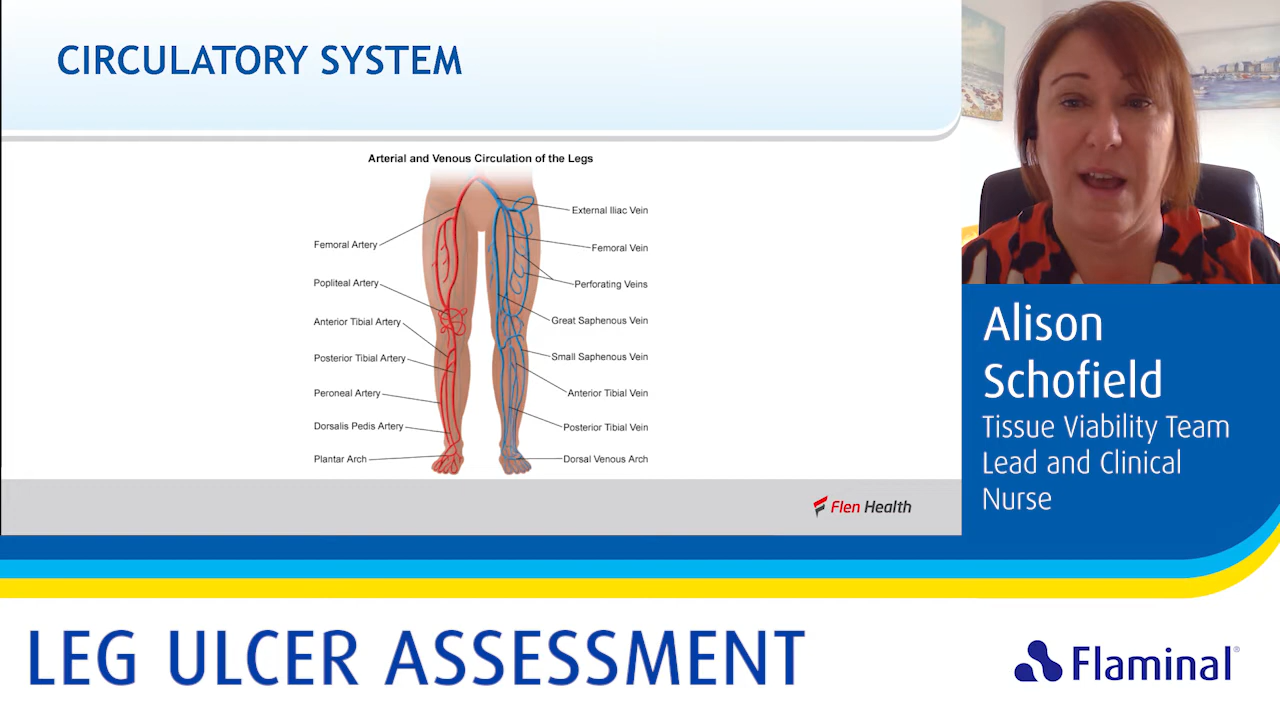 CIRCULATORY SYSTEM
Arterial and Venous Circulation of the Legs
Femoral Artery
Popliteal Artery
Anterior Tibial Artery
Posterior Tibial Artery
Peroneal Artery
Dorsalis Pedis Artery
Plantar Arch
External Iliac Vein
Femoral Vein
Perforating Veins
Great Saphenous Vein
Small Saphenous Vein
Anterior Tibial Vein
Posterior Tibial Vein
Dorsal Venous Arch
Flen Health
Alison
Schofield
Tissue Viability Team
Lead and Clinical
Nurse
LEG ULCER ASSESSMENT
Flaminal®